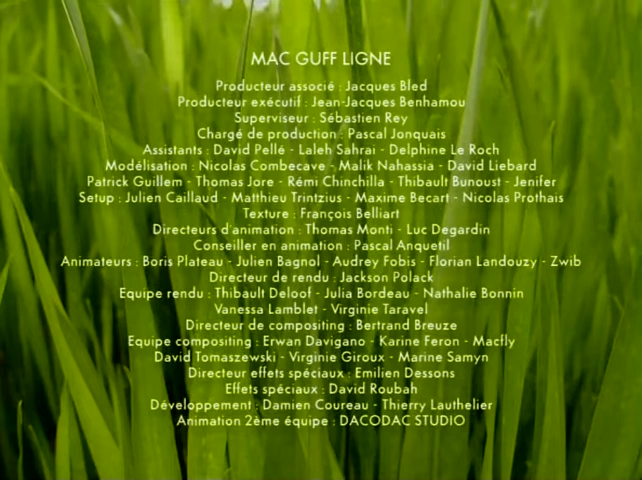 MAC GUFF LIGNE
Producteur associé : Jacques Bled
Producteur exécutif : Jean-Jacques Benhamou
Superviseur : Sébastien Rey
Chargé de production : Pascal Jonquais
Assistants : David Pellé - Laleh Sahrai - Delphine Le Roch
Modélisation : Nicolas Combecave - Malik Nahassia - David Liebard
Patrick Guillem - Thomas Jore - Rémi Chinchilla - Thibault Bunoust - Jenifer
Setup : Julien Caillaud - Matthieu Trintzius - Maxime Becart - Nicolas Prothais
Texture : François Belliart
Directeurs d'animation : Thomas Monti - Luc Degardin
Conseiller en animation : Pascal Anquetil
Animateurs : Boris Plateau - Julien Bagnol - Audrey Fobis - Florian Landouzy - Zwib
Directeur de rendu : Jackson Polack
Equipe rendu : Thibault Deloof - Julia Bordeau - Nathalie Bonnin
Vanessa Lamblet - Virginie Taravel
Directeur de compositing : Bertrand Breuze
Equipe compositing : Erwan Davigano - Karine Feron - Macfly
David Tomaszewski - Virginie Giroux - Marine Samyn
Directeur effets spéciaux : Emilien Dessons
Effets spéciaux : David Roubah
Développement : Damien Coureau - Thierry Lauthelier
Animation 2ème équipe : DACODAC STUDIO